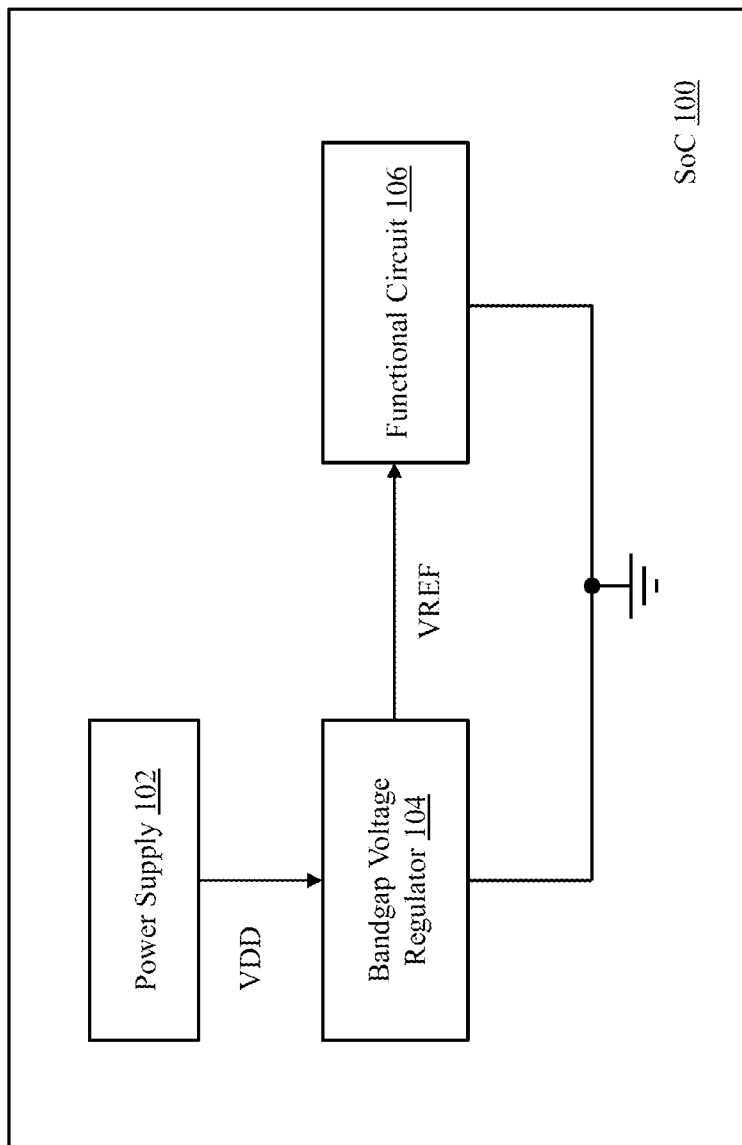 Power Supply 102
VDD
Bandgap Voltage
Regulator 104
VREF
Functional Circuit 106
SoC 100